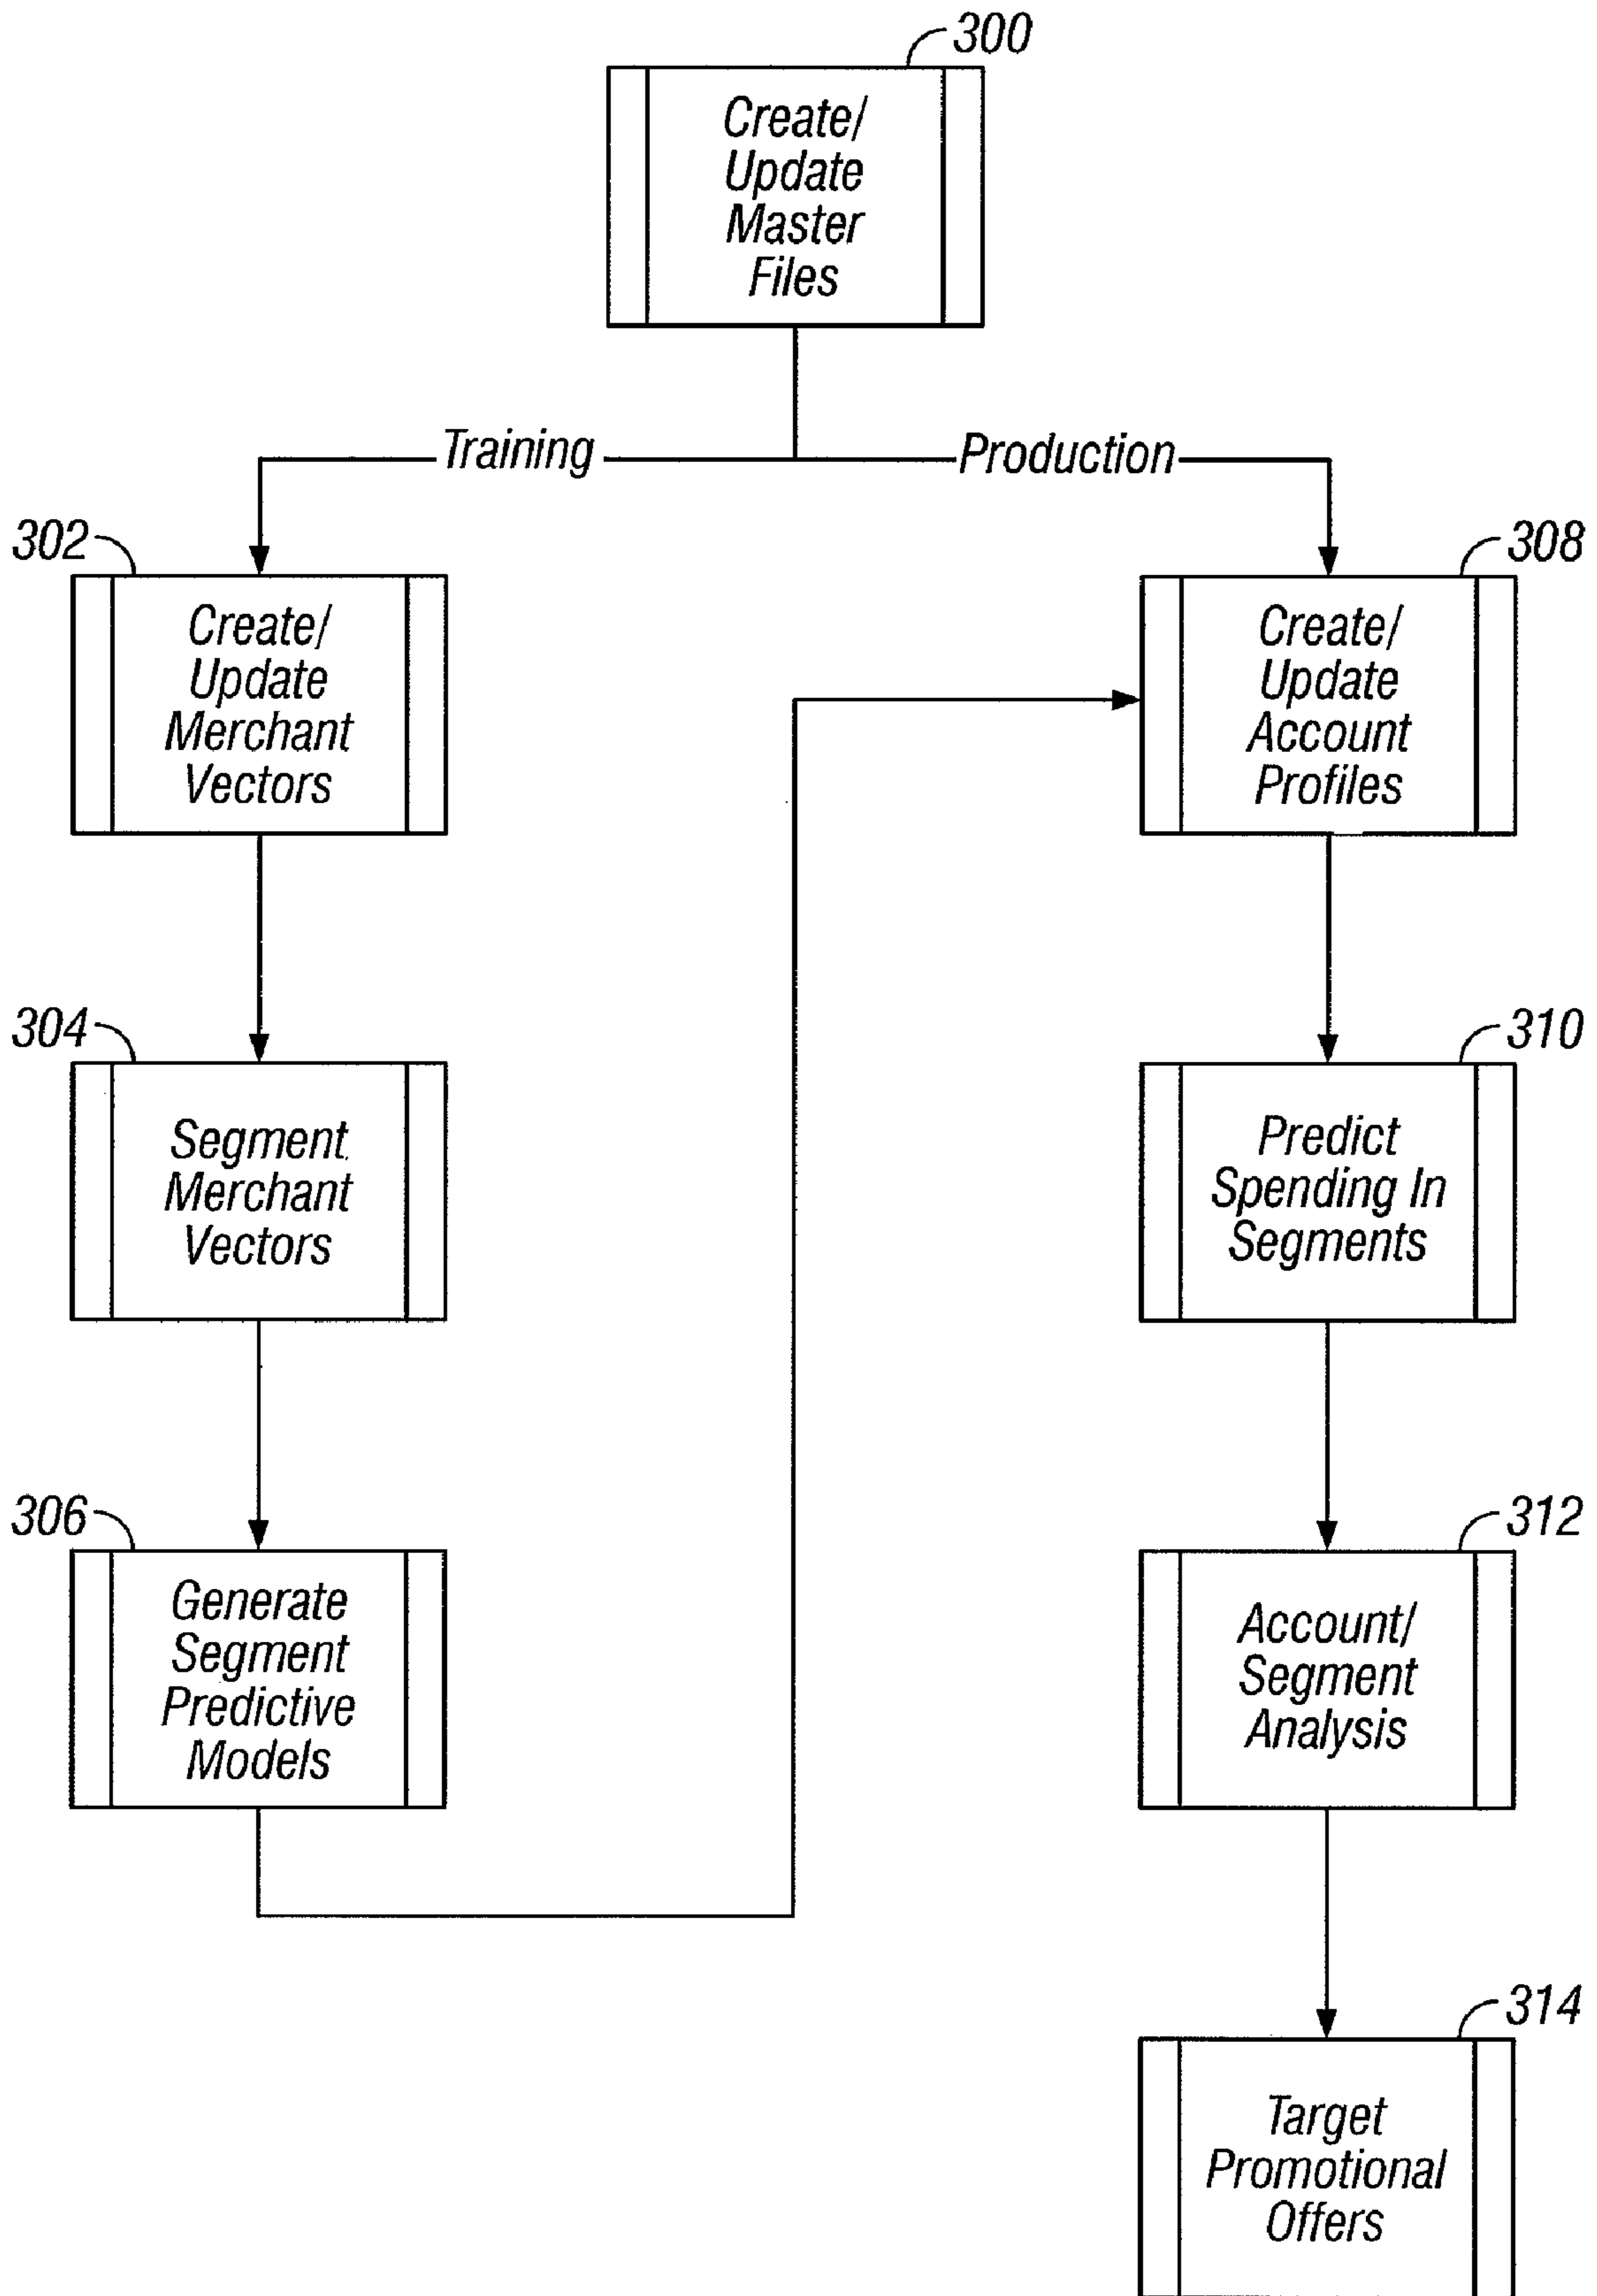 300
Create/
Update
Master
Files
Training
Production
302
Create/
Update
Merchant
Vectors
308
Create/
Update
Account
Profiles
304
Segment
Merchant
Vectors
310
Predict
Spending In
Segments
306
Generate
Segment
Predictive
Models
312
Account/
Segment
Analysis
314
Target
Promotional
Offers